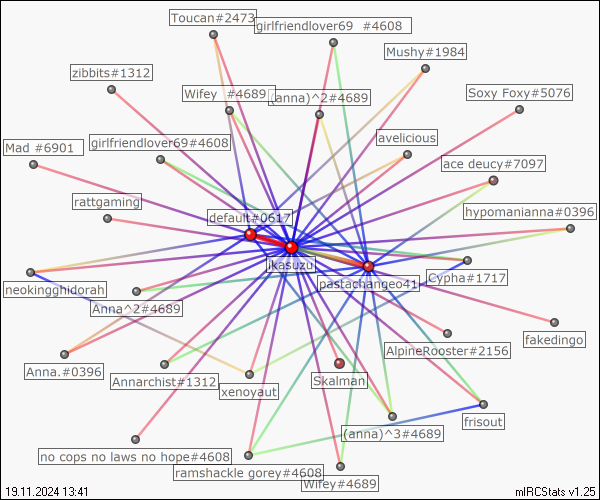 Toucan#2473
girlfriendlover69 #4608
Mushy#1984
zibbits#1312
Wifey #4689
(anna)^2#4689
Soxy Foxy#5076
Mad #6901
girlfriendlover69#4608
avelicious
ace deucy#7097
rattgaming
default#0617
hypomanianna#0396
ikasuzu
pastachangeo41
Cypha#1717
neokingghidorah
Anna^2#4689
fakedingo
AlpineRooster#2156
Anna.#0396
Annarchist#1312
xenoyaut
Skalman
frisout
(anna)^3#4689
no cops no laws no hope#4608
ramshackle gorey#4608
Wifey#4689
19.11.2024 13:41
mIRCStats v1.25